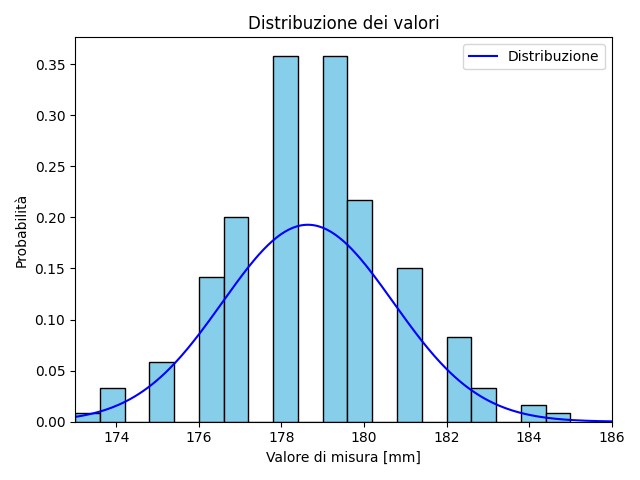 Distribuzione dei valori
Distribuzione
Probabilità
0.35
0.30
0.25
0.20
0.15
0.10
0.05
0.00
174 176 178 180 182 184 186
Valore di misura [mm]